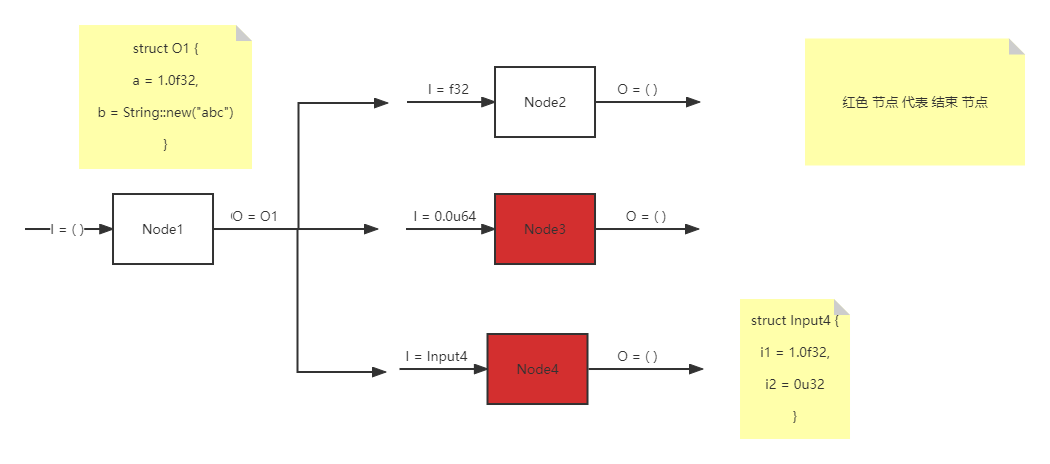 struct O1 {
a = 1.0f32,
b = String::new("abc")
}
I = f32
Node2
O = ( )
红色 节点 代表 结束 节点
I = ( )
Node1
O = O1
I = 0.0u64
Node3
O = ( )
I = Input4
Node4
O = ( )
struct Input4 {
i1 = 1.0f32,
i2 = 0u32
}